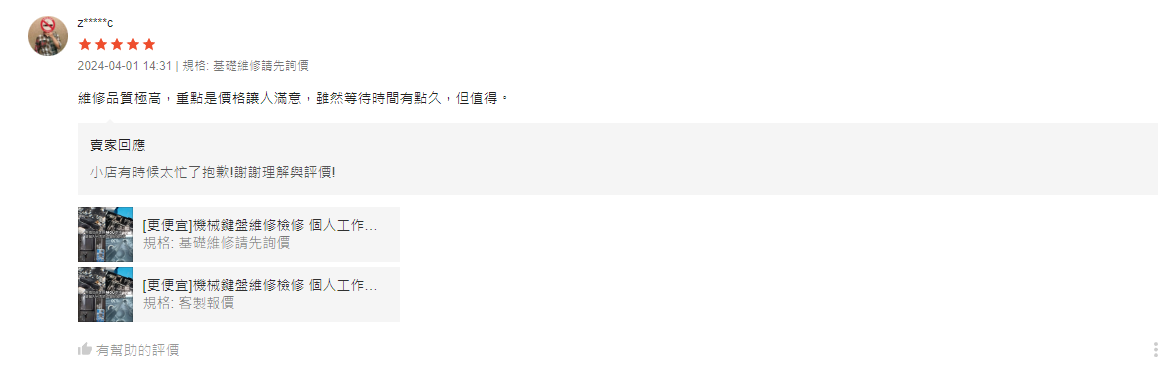 z*****c
2024-04-01 14:31 | 規格: 基礎維修請先詢價
維修品質極高，重點是價格讓人滿意，雖然等待時間有點久，但值得。
賣家回應
小店有時候太忙了抱歉!謝謝理解與評價!
[更便宜]機械鍵盤維修檢修 個人工作...
規格: 基礎維修請先詢價
[更便宜]機械鍵盤維修檢修 個人工作...
規格: 客製報價
有幫助的評價